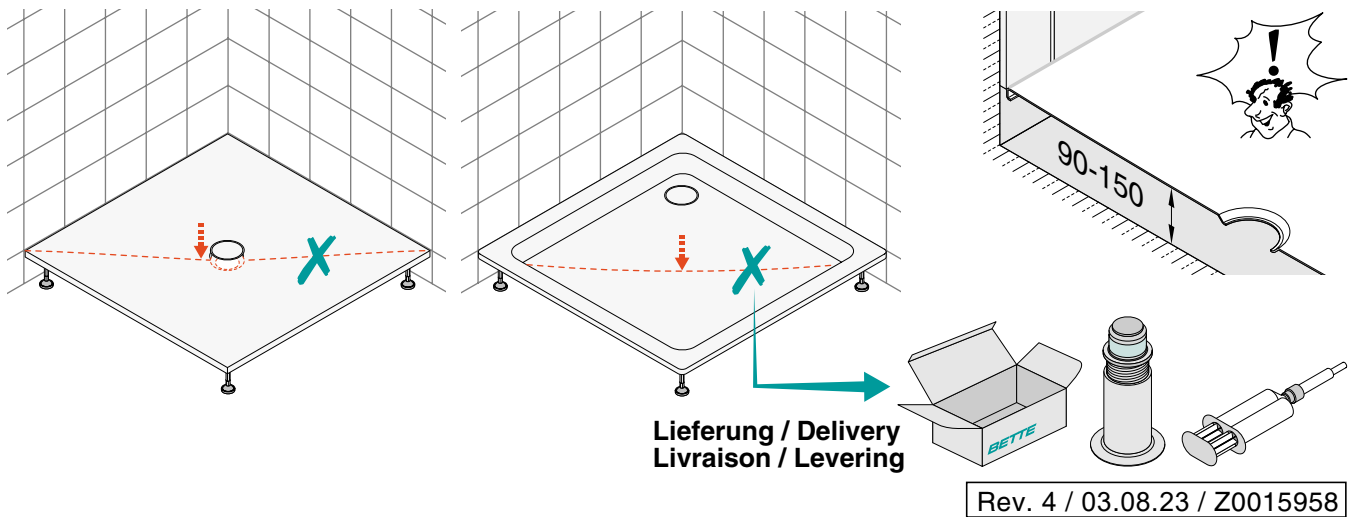 90-150
!
Lieferung / Delivery
Livraison / Levering
BETTE
Rev. 4 / 03.08.23 / Z0015958